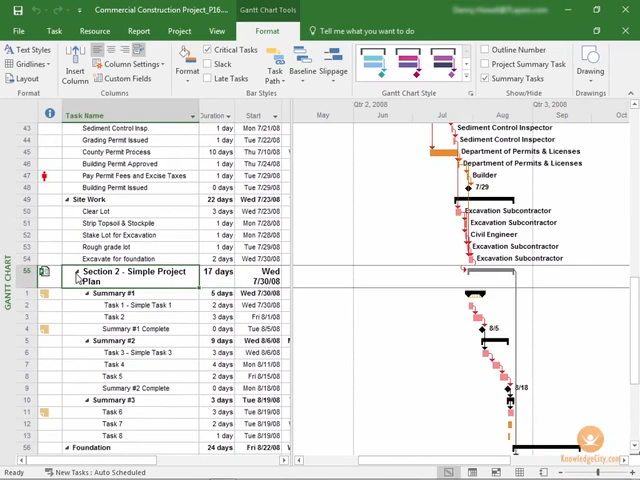 Commercial Construction Project_P16...
Gantt Chart Tools
File
Task
Resource
Report
Project
View
Format
Tell me what you want to do
Text Styles
Gridlines
Layout
Insert Column
Column Settings
Custom Fields
Columns
Format
Critical Tasks
Slack
Late Tasks
Task Path
Baseline
Slippage
Bar Styles
Gantt Chart Style
Outline Number
Project Summary Task
Summary Tasks
Show/Hide
Drawing
Task Name
Duration
Start
Qtr 2, 2008
Qtr 3, 2008
May
Jun
Jul
Aug
Sep
Oct
43 Sediment Control Insp. 1 day Mon 7/21/08 Sediment Control Inspector
44 Grading Permit Issued 1 day Tue 7/22/08 Sediment Control Inspector
45 County Permit Process 10 days Thu 7/10/08 Department of Permits & Licenses
46 Building Permit Approved 1 day Thu 7/24/08 Department of Permits & Licenses
47 Pay Permit Fees and Excise Taxes 1 day Tue 7/29/08 Builder
48 Building Permit Issued 0 days Tue 7/29/08 7/29
49 Site Work 22 days Wed 7/23/08
50 Clear Lot 3 days Wed 7/23/08 Excavation Subcontractor
51 Strip Topsoil & Stockpile 1 day Mon 7/28/08 Excavation Subcontractor
52 Stake Lot for Excavation 1 day Tue 7/29/08 Civil Engineer
53 Rough grade lot 1 day Wed 7/30/08 Excavation Subcontractor
54 Excavate for foundation 2 days Wed 7/30/08 Excavation Subcontractor
55 Section 2 - Simple Project Plan 17 days Wed 7/30/08
1 Summary #1 5 days Wed 7/30/08
2 Task 1 - Simple Task 1 2 days Wed 7/30/08
3 Task 2 3 days Fri 8/1/08
4 Summary #1 Complete 0 days Tue 8/5/08 8/5
5 Summary #2 9 days Wed 8/6/08
6 Task 3 - Simple Task 3 2 days Wed 8/6/08
7 Task 4 4 days Mon 8/11/08
8 Task 5 2 days Fri 8/15/08
9 Summary #2 Complete 0 days Mon 8/18/08 8/18
10 Summary #3 3 days Tue 8/19/08
11 Task 6 2 days Tue 8/19/08
12 Task 7 1 day Tue 8/19/08
13 Task 8 1 day Tue 8/19/08
56 Foundation 24 days Fri 8/22/08
GANTT CHART
KnowledgeCity.com
Ready
New Tasks : Auto Scheduled